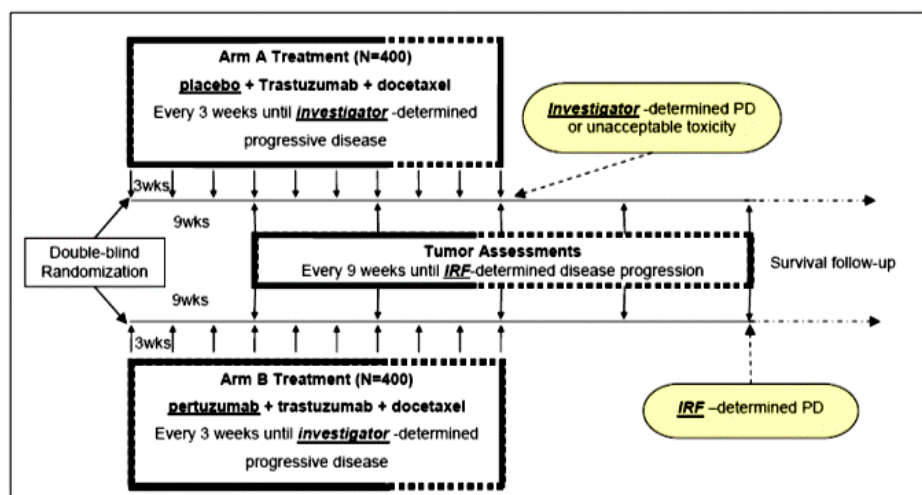 Arm A Treatment (N=400)
placebo + Trastuzumab + docetaxel
Every 3 weeks until investigator -determined
progressive disease
Investigator -determined PD
or unacceptable toxicity
3wks
9wks
Double-blind
Randomization
Tumor Assessments
Every 9 weeks until IRF-determined disease progression
Survival follow-up
9wks
3wks
Arm B Treatment (N=400)
pertuzumab + trastuzumab + docetaxel
Every 3 weeks until investigator -determined
progressive disease
IRF –determined PD